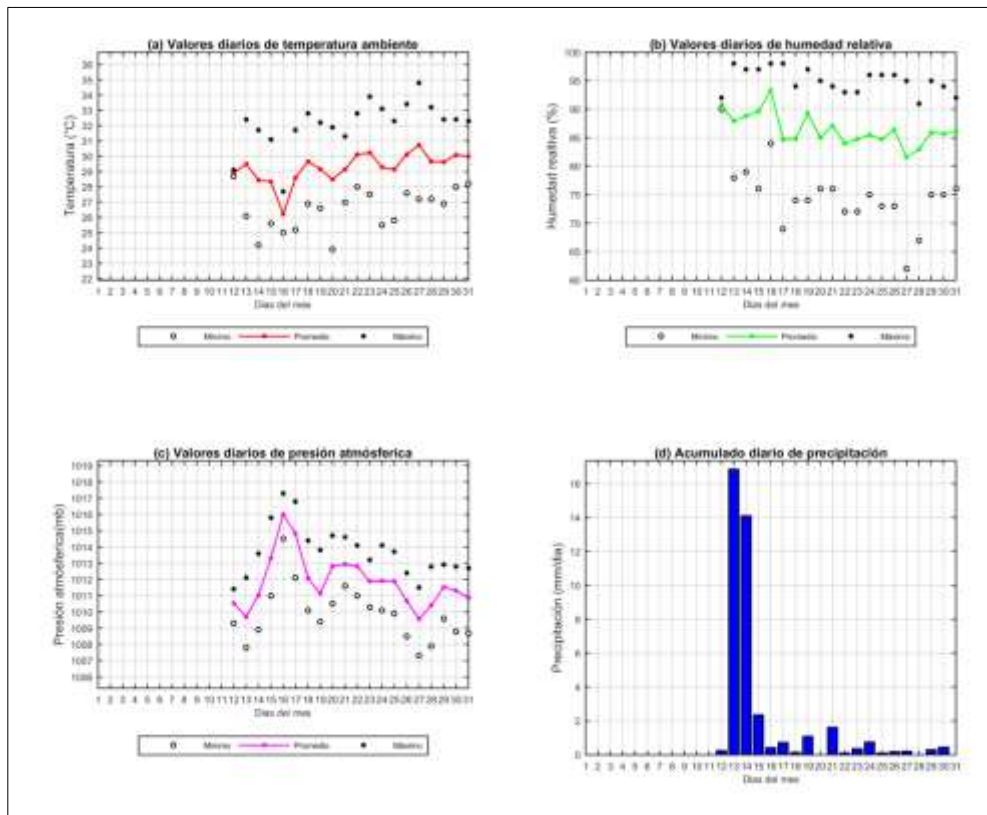 (a) Valores diarios de temperatura ambiente
36
35
34
33
32
31
30
29
28
27
26
25
24
23
22
Temperatura (°C)
1 2 3 4 5 6 7 8 9 10 11 12 13 14 15 16 17 18 19 20 21 22 23 24 25 26 27 28 29 30 31
Dias del mes
Minimo Promedio Máximo
(b) Valores diarios de humedad relativa
100
95
90
85
80
75
70
65
60
Humedad realtiva (%)
1 2 3 4 5 6 7 8 9 10 11 12 13 14 15 16 17 18 19 20 21 22 23 24 25 26 27 28 29 30 31
Dias del mes
Minimo Promedio Máximo
(c) Valores diarios de presión atmósferica
1019
1018
1017
1016
1015
1014
1013
1012
1011
1010
1009
1008
1007
1006
Presión atmósferica(mb)
1 2 3 4 5 6 7 8 9 10 11 12 13 14 15 16 17 18 19 20 21 22 23 24 25 26 27 28 29 30 31
Dias del mes
Minimo Promedio Máximo
(d) Acumulado diario de precipitación
16
14
12
10
8
6
4
2
0
Precipitación (mm/dia)
1 2 3 4 5 6 7 8 9 10 11 12 13 14 15 16 17 18 19 20 21 22 23 24 25 26 27 28 29 30 31
Dias del mes